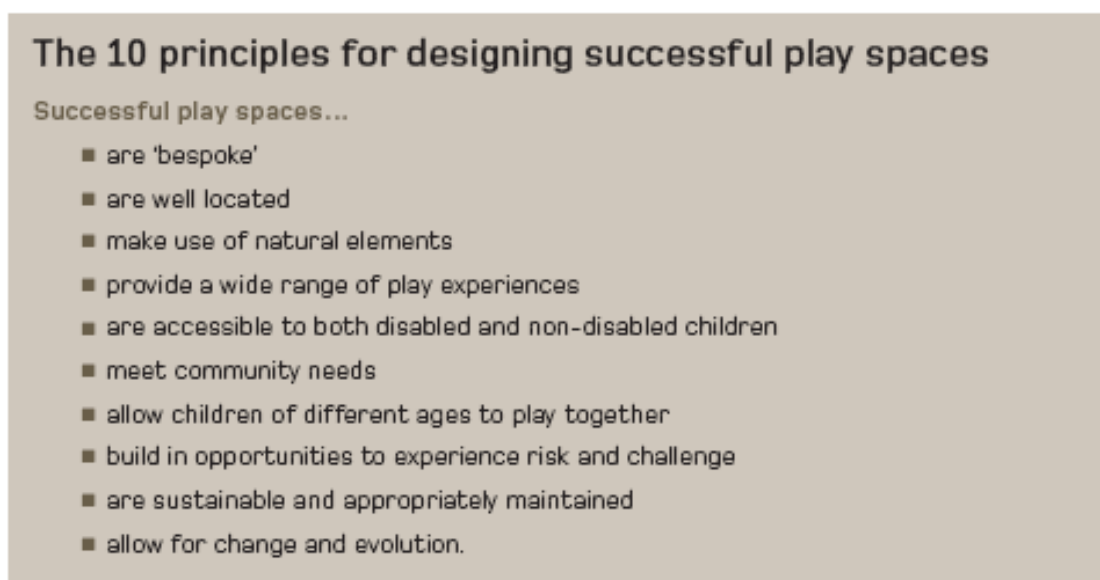 The 10 principles for designing successful play spaces
Successful play spaces...
■ are ‘bespoke’
■ are well located
■ make use of natural elements
■ provide a wide range of play experiences
■ are accessible to both disabled and non-disabled children
■ meet community needs
■ allow children of different ages to play together
■ build in opportunities to experience risk and challenge
■ are sustainable and appropriately maintained
■ allow for change and evolution.